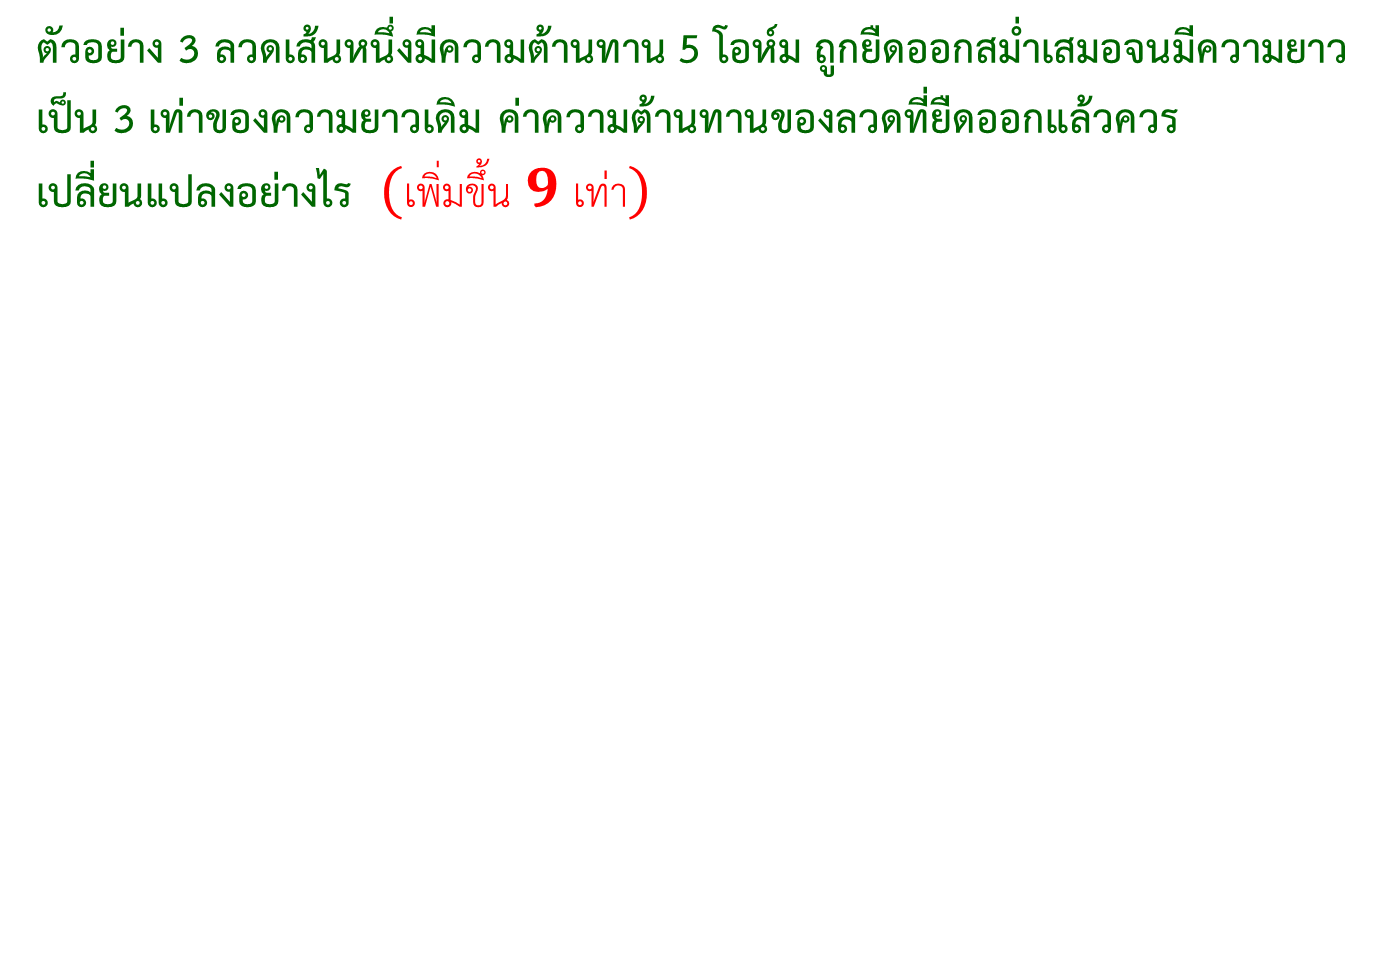 ตัวอย่าง 3 ลวดเส้นหนึ่งมีความต้านทาน 5 โอห์ม ถูกยืดออกสม่ำเสมอจนมีความยาว
เป็น 3 เท่าของความยาวเดิม ค่าความต้านทานของลวดที่ยืดออกแล้วควร
เปลี่ยนแปลงอย่างไร (เพิ่มขึ้น 9 เท่า)